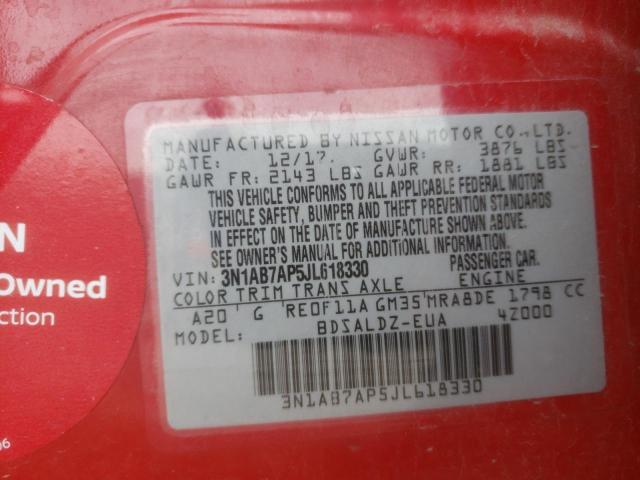 MANUFACTURED BY NISSAN MOTOR CO.,LTD.
DATE: 12/17. GVWR: 3876 LBS
GAWR FR: 2143 LBS GAWR RR: 1881 LBS
THIS VEHICLE CONFORMS TO ALL APPLICABLE FEDERAL MOTOR
VEHICLE SAFETY, BUMPER AND THEFT PREVENTION STANDARDS
IN EFFECT ON THE DATE OF MANUFACTURE SHOWN ABOVE.
SEE OWNER'S MANUAL FOR ADDITIONAL INFORMATION.
VIN: 3N1AB7AP5JL618330 PASSENGER CAR.
COLOR TRIM TRANS AXLE ENGINE
A20 G RE0F11A GM35 MRA8DE 1798 CC
MODEL: BDSALDZ-EUA 4Z000
3N1AB7AP5JL618330
N
Owned
ction
06